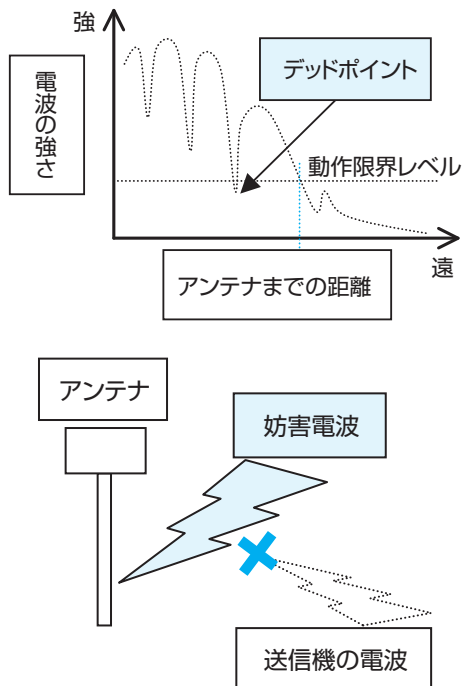 強
電波の強さ
デッドポイント
動作限界レベル
遠
アンテナまでの距離
アンテナ
妨害電波
送信機の電波